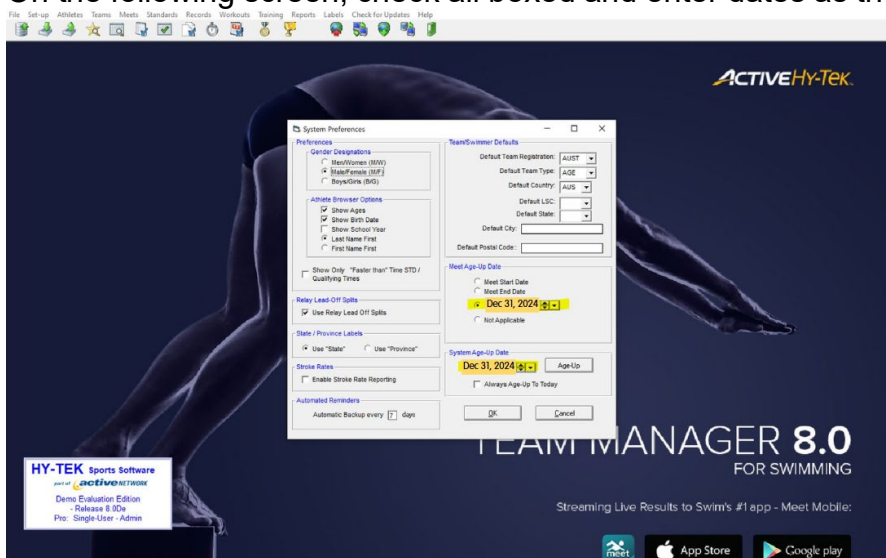 On the following screen, check all boxed and enter dates as th
File Set-up Athletes Teams Meets Standards Records Workouts Training Reports Labels Check for Updates Help
ACTIVEHY-TEK.
System Preferences
Preferences
Gender Designations
Men/Women (M/W)
Male/Female (M/F)
Boys/Girls (B/G)
Athlete Browser Options
Show Ages
Show Birth Date
Show School Year
Last Name First
First Name First
Show Only "Faster than" Time STD /
Qualifying Times
Relay Lead-Off Splits
Use Relay Lead Off Splits
State / Province Labels
Use "State" Use "Province"
Stroke Rates
Enable Stroke Rate Reporting
Automated Reminders
Automatic Backup every 7 days
Team/Swimmer Defaults
Default Team Registration: AUST
Default Team Type: AGE
Default Country: AUS
Default LSC:
Default State:
Default City:
Default Postal Code:
Meet Age-Up Date
Meet Start Date
Meet End Date
Dec 31, 2024
Not Applicable
System Age-Up Date
Dec 31, 2024 Age-Up
Always Age-Up To Today
OK Cancel
TEAM MANAGER 8.0
FOR SWIMMING
HY-TEK Sports Software
part of active NETWORK
Demo Evaluation Edition
- Release 8.0De
Pro: Single-User - Admin
Streaming Live Results to Swim's #1 app - Meet Mobile:
meet
App Store
Google play